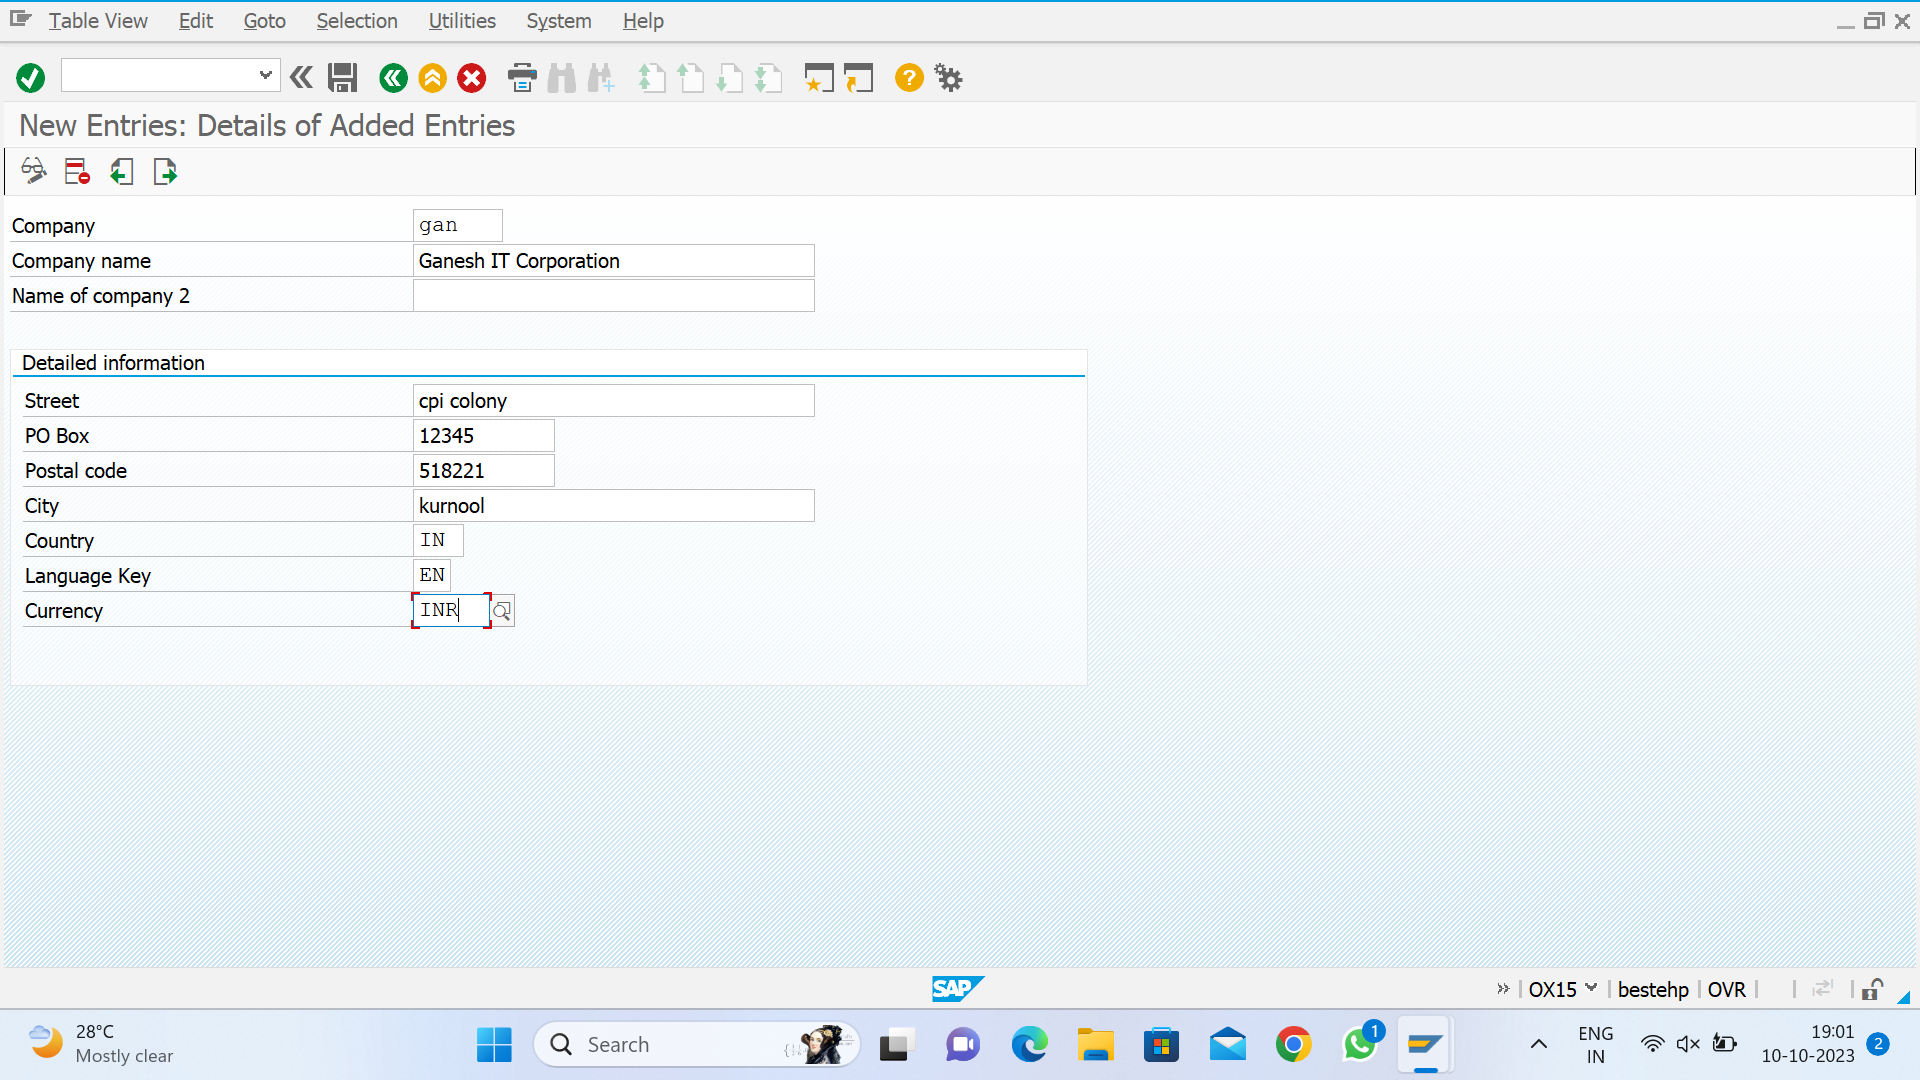 Table View Edit Goto Selection Utilities System Help
New Entries: Details of Added Entries
Company gan
Company name Ganesh IT Corporation
Name of company 2
Detailed information
Street cpi colony
PO Box 12345
Postal code 518221
City kurnool
Country IN
Language Key EN
Currency INR
SAP OX15 bestehp OVR
28°C
Mostly clear
Search
1
ENG
IN
19:01
10-10-2023
2